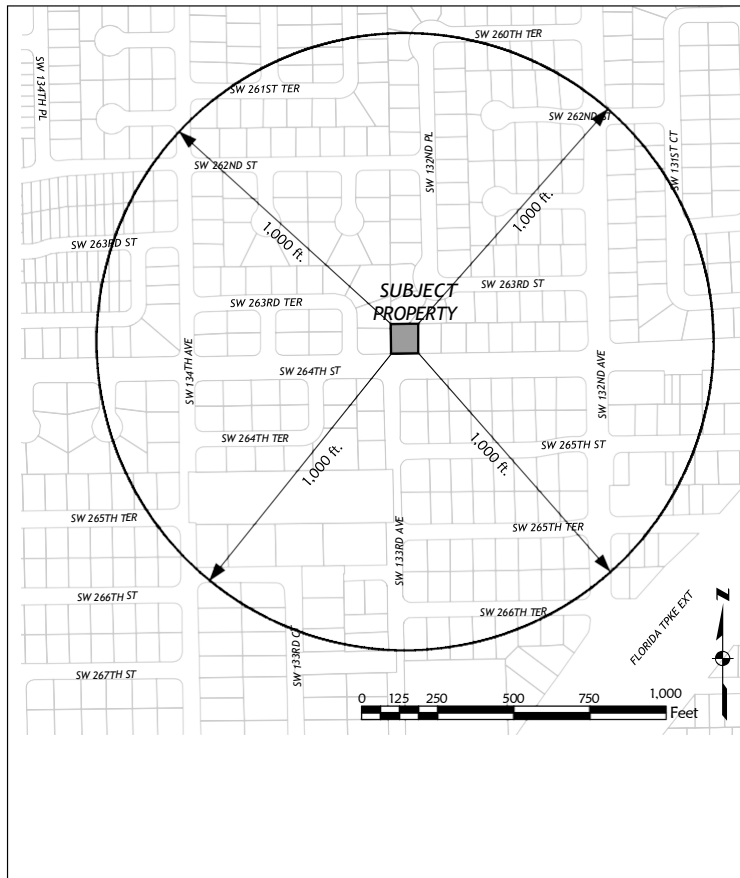 SW 260TH TER
SW 134TH PL
SW 261ST TER
SW 262ND ST
SW 132ND PL
SW 131ST CT
SW 262ND ST
1,000 ft.
1,000 ft.
SW 263RD ST
SUBJECT
PROPERTY
SW 263RD ST
SW 263RD TER
SW 134TH AVE
SW 264TH ST
SW 132ND AVE
SW 264TH TER
1,000 ft.
1,000 ft.
SW 265TH ST
SW 265TH TER
SW 133RD AVE
SW 265TH TER
SW 266TH ST
SW 266TH TER
SW 133RD CT
FLORIDA TPKE EXT
N
SW 267TH ST
0 125 250 500 750 1,000
Feet